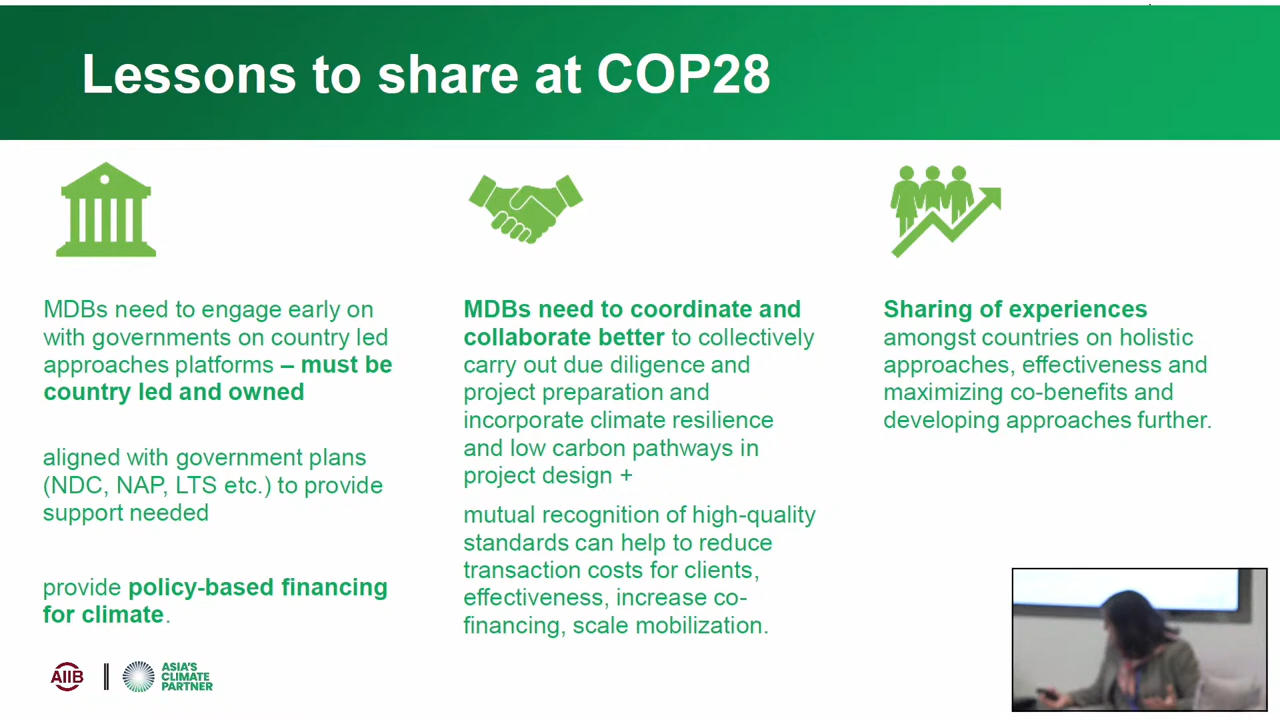 Lessons to share at COP28
MDBs need to engage early on
with governments on country led
approaches platforms – must be
country led and owned
aligned with government plans
(NDC, NAP, LTS etc.) to provide
support needed
provide policy-based financing
for climate.
MDBs need to coordinate and
collaborate better to collectively
carry out due diligence and
project preparation and
incorporate climate resilience
and low carbon pathways in
project design +
mutual recognition of high-quality
standards can help to reduce
transaction costs for clients,
effectiveness, increase co-
financing, scale mobilization.
Sharing of experiences
amongst countries on holistic
approaches, effectiveness and
maximizing co-benefits and
developing approaches further.
AIIB
ASIA'S
CLIMATE
PARTNER